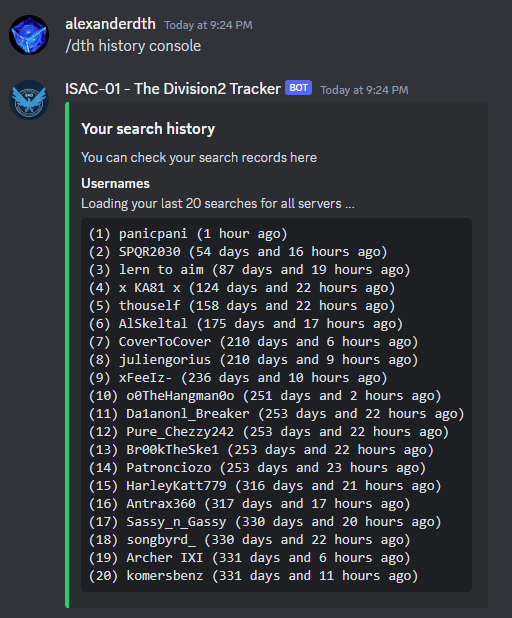 alexanderdth Today at 9:24 PM
/dth history console
ISAC-01 - The Division2 Tracker BOT Today at 9:24 PM
Your search history
You can check your search records here
Usernames
Loading your last 20 searches for all servers ...
(1) panicpani (1 hour ago)
(2) SPQR2030 (54 days and 16 hours ago)
(3) lern to aim (87 days and 19 hours ago)
(4) x KA81 x (124 days and 22 hours ago)
(5) thouself (158 days and 22 hours ago)
(6) AlSkeltal (175 days and 17 hours ago)
(7) CoverToCover (210 days and 6 hours ago)
(8) juliengorius (210 days and 9 hours ago)
(9) xFeeIz- (236 days and 10 hours ago)
(10) o0TheHangman0o (251 days and 2 hours ago)
(11) Da1anonl_Breaker (253 days and 22 hours ago)
(12) Pure_Chezzy242 (253 days and 22 hours ago)
(13) Br00kTheSke1 (253 days and 22 hours ago)
(14) Patronciozo (253 days and 23 hours ago)
(15) HarleyKatt779 (316 days and 21 hours ago)
(16) Antrax360 (317 days and 17 hours ago)
(17) Sassy_n_Gassy (330 days and 20 hours ago)
(18) songbyrd_ (330 days and 22 hours ago)
(19) Archer IXI (331 days and 6 hours ago)
(20) komersbenz (331 days and 11 hours ago)